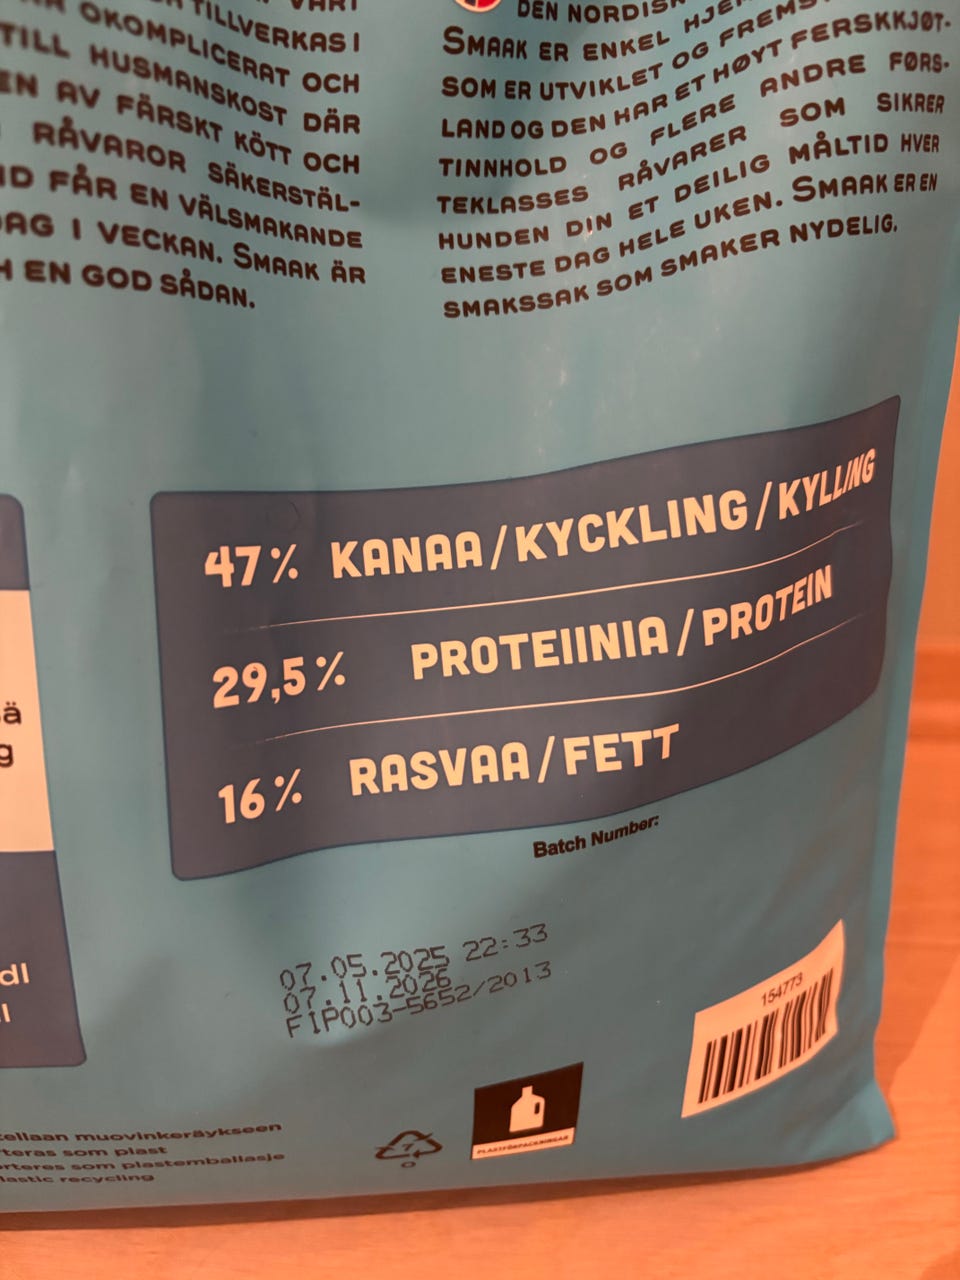 TILLVERKAS I
OKOMPLICERAT OCH
TILL HUSMANSKOST DÄR
EN AV FÄRSKT KÖTT OCH
RÅVAROR SÄKERSTÄL-
FÅR EN VÄLSMAKANDE
DAG I VECKAN. SMAAK ÄR
EN GOD SÅDAN.
DEN NORDISK
SMAAK ER ENKEL
SOM ER UTVIKLET OG
LAND OG DEN HAR ET HØYT FERSKKJØT-
TINNHOLD OG FLERE ANDRE FØRS-
TEKLASSES RÅVARER SOM SIKRER
HUNDEN DIN ET DEILIG MÅLTID HVER
ENESTE DAG HELE UKEN. SMAAK ER EN
SMAKSSAK SOM SMAKER NYDELIG.
47% KANAA/KYCKLING/KYLLING
29,5% PROTEIINIA/PROTEIN
16% RASVAA/FETT
Batch Number:
07.05.2025 22:33
07.11.2026
FIP003-5652/2013
154773
dl
muovinkeräykseen
som plast
som plastemballasje
recycling
7
O
PLASTFÖRPACKNINGAR